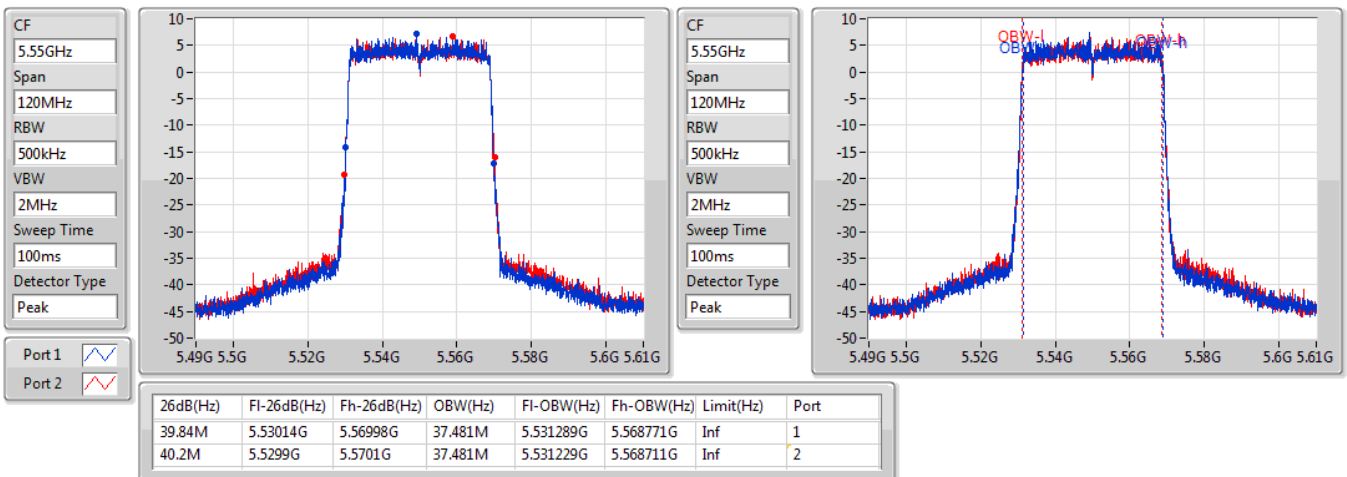 CF
5.55GHz
Span
120MHz
RBW
500kHz
VBW
2MHz
Sweep Time
100ms
Detector Type
Peak
Port 1
Port 2
10
5
0
-5
-10
-15
-20
-25
-30
-35
-40
-45
-50
5.49G 5.5G 5.52G 5.54G 5.56G 5.58G 5.6G 5.61G
CF
5.55GHz
Span
120MHz
RBW
500kHz
VBW
2MHz
Sweep Time
100ms
Detector Type
Peak
10
5
0
-5
-10
-15
-20
-25
-30
-35
-40
-45
-50
OBW-l
OBW-h
5.49G 5.5G 5.52G 5.54G 5.56G 5.58G 5.6G 5.61G
26dB(Hz) Fl-26dB(Hz) Fh-26dB(Hz) OBW(Hz) Fl-OBW(Hz) Fh-OBW(Hz) Limit(Hz) Port
39.84M 5.53014G 5.56998G 37.481M 5.531289G 5.568771G Inf 1
40.2M 5.5299G 5.5701G 37.481M 5.531229G 5.568711G Inf 2